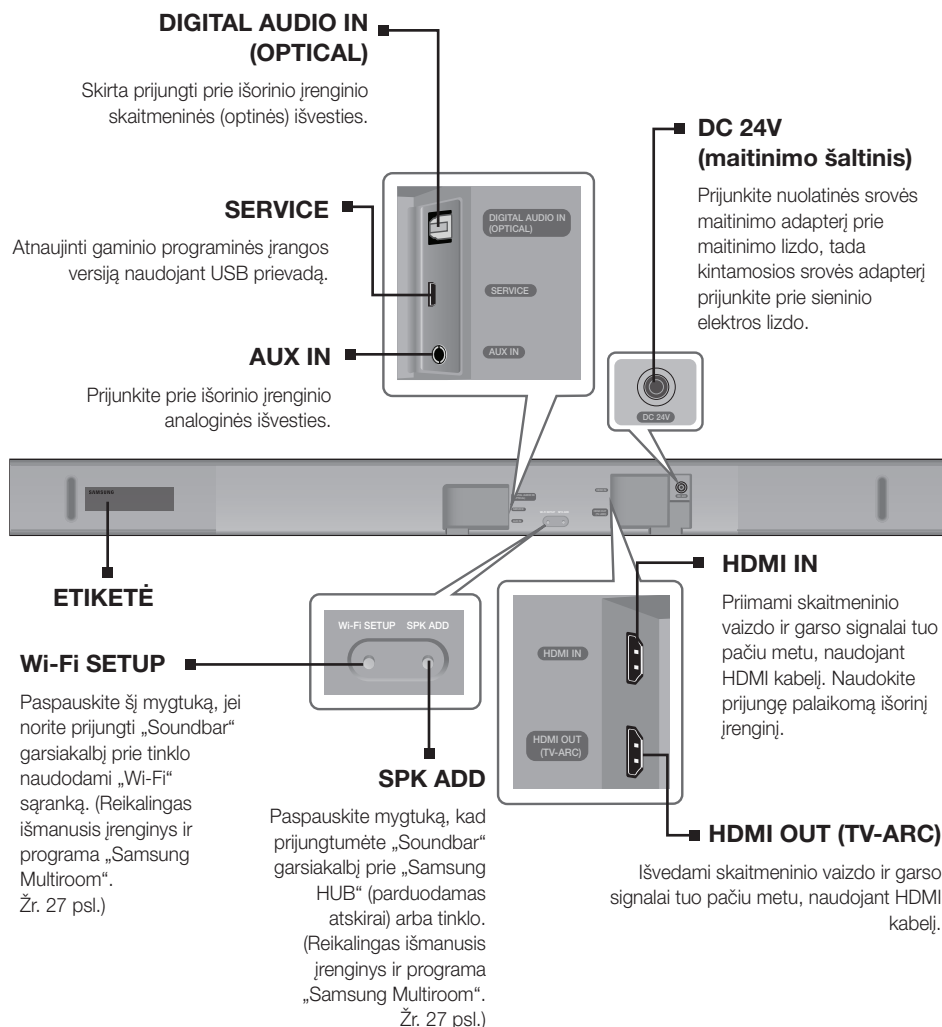 DIGITAL AUDIO IN
(OPTICAL)
Skirta prijungti prie išorinio įrenginio
skaitmeninės (optinės) išvesties.
SERVICE
Atnaujinti gaminio programinės įrangos
versiją naudojant USB prievadą.
AUX IN
Prijunkite prie išorinio įrenginio
analoginės išvesties.
DIGITAL AUDIO IN
(OPTICAL)
SERVICE
AUX IN
DC 24V
(maitinimo šaltinis)
Prijunkite nuolatinės srovės
maitinimo adapterį prie
maitinimo lizdo, tada
kintamosios srovės adapterį
prijunkite prie sieninio
elektros lizdo.
DC 24V
SAMSUNG
ETIKETĖ
Wi-Fi SETUP
Paspauskite šį mygtuką, jei
norite prijungti „Soundbar“
garsiakalbį prie tinklo
naudodami „Wi-Fi“
sąranką. (Reikalingas
išmanusis įrenginys ir
programa „Samsung
Multiroom“.
Žr. 27 psl.)
Wi-Fi SETUP SPK ADD
SPK ADD
Paspauskite mygtuką, kad
prijungtumėte „Soundbar“
garsiakalbį prie „Samsung
HUB“ (parduodamas
atskirai) arba tinklo.
(Reikalingas išmanusis
įrenginys ir programa
„Samsung Multiroom“.
Žr. 27 psl.)
HDMI IN
HDMI OUT
(TV-ARC)
HDMI IN
Priimami skaitmeninio
vaizdo ir garso signalai tuo
pačiu metu, naudojant
HDMI kabelį. Naudokite
prijungę palaikomą išorinį
įrenginį.
HDMI OUT (TV-ARC)
Išvedami skaitmeninio vaizdo ir garso
signalai tuo pačiu metu, naudojant HDMI
kabelį.